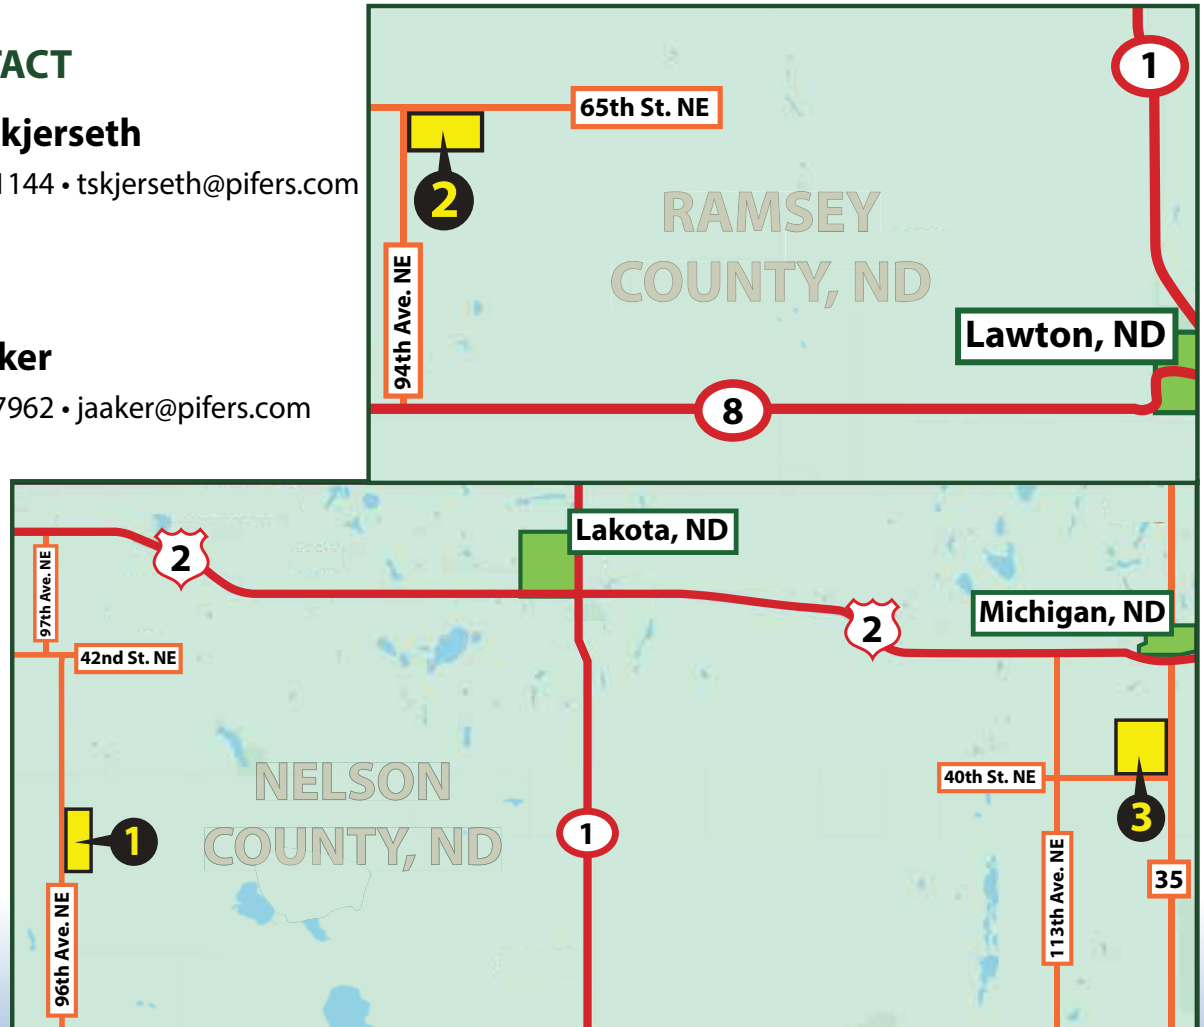 TACT
kjerseth
1144 • tskjerseth@pifers.com
ker
7962 • jaaker@pifers.com
1
65th St. NE
2
RAMSEY
COUNTY, ND
94th Ave. NE
Lawton, ND
8
Lakota, ND
2
97th Ave. NE
2
Michigan, ND
42nd St. NE
NELSON
COUNTY, ND
40th St. NE
1
1
3
35
96th Ave. NE
113th Ave. NE